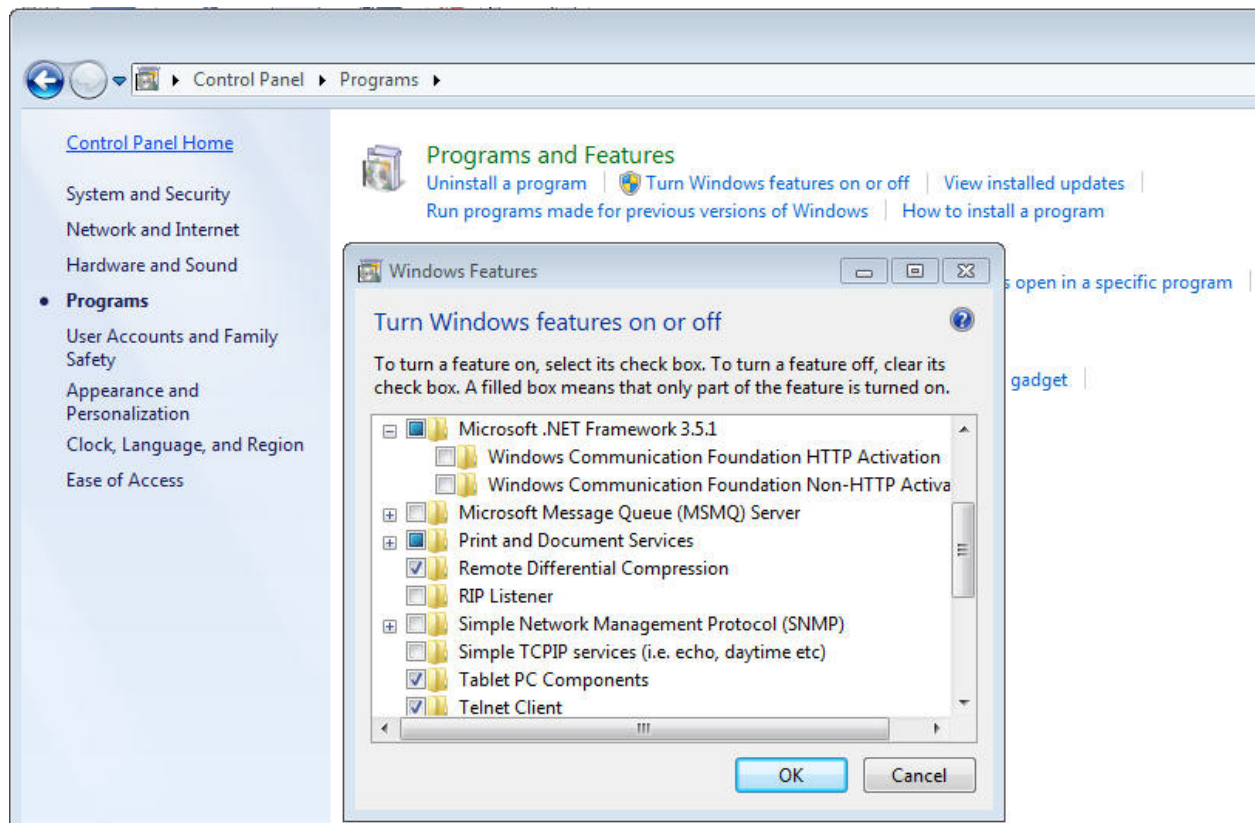 Control Panel Programs
Control Panel Home
System and Security
Network and Internet
Hardware and Sound
Programs
User Accounts and Family
Safety
Appearance and
Personalization
Clock, Language, and Region
Ease of Access
Programs and Features
Uninstall a program Turn Windows features on or off View installed updates
Run programs made for previous versions of Windows How to install a program
open in a specific program
gadget
Windows Features
Turn Windows features on or off
To turn a feature on, select its check box. To turn a feature off, clear its
check box. A filled box means that only part of the feature is turned on.
Microsoft .NET Framework 3.5.1
Windows Communication Foundation HTTP Activation
Windows Communication Foundation Non-HTTP Activa
Microsoft Message Queue (MSMQ) Server
Print and Document Services
Remote Differential Compression
RIP Listener
Simple Network Management Protocol (SNMP)
Simple TCPIP services (i.e. echo, daytime etc)
Tablet PC Components
Telnet Client
OK Cancel